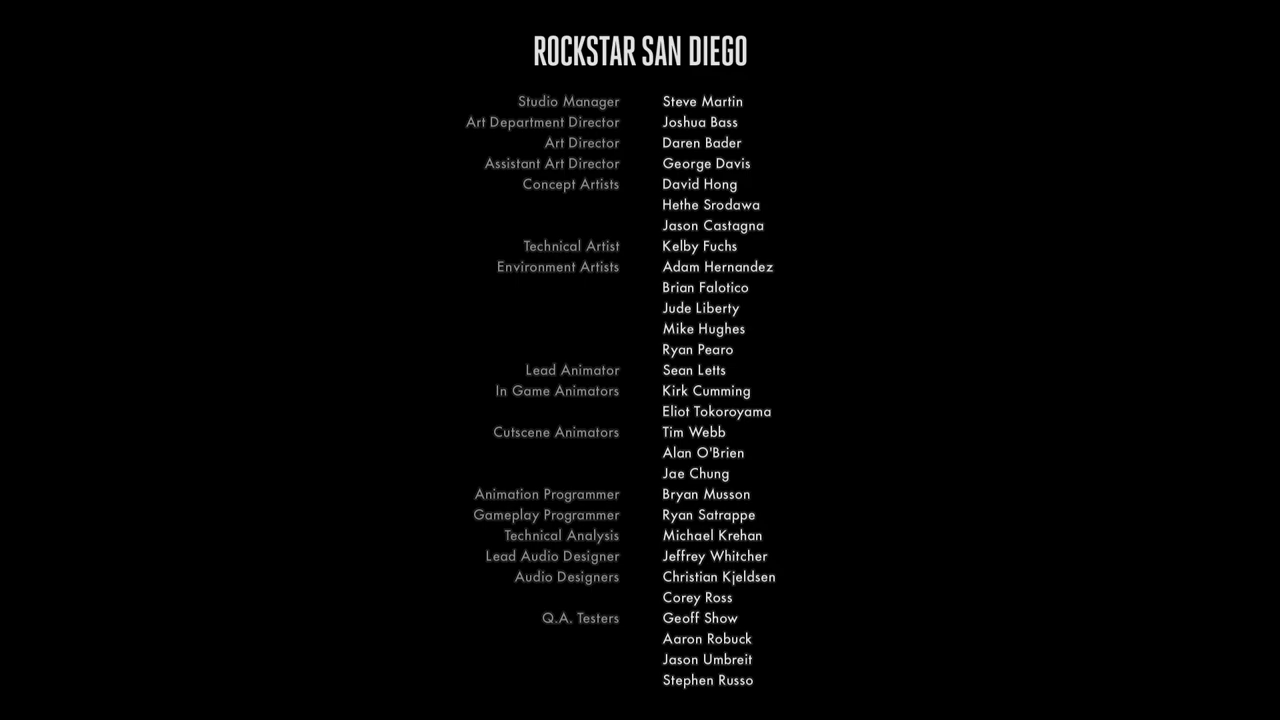 ROCKSTAR SAN DIEGO
Studio Manager Steve Martin
Art Department Director Joshua Bass
Art Director Daren Bader
Assistant Art Director George Davis
Concept Artists David Hong
Hethe Srodawa
Jason Castagna
Technical Artist Kelby Fuchs
Environment Artists Adam Hernandez
Brian Falotico
Jude Liberty
Mike Hughes
Ryan Pearo
Lead Animator Sean Letts
In Game Animators Kirk Cumming
Eliot Tokoroyama
Cutscene Animators Tim Webb
Alan O'Brien
Jae Chung
Animation Programmer Bryan Musson
Gameplay Programmer Ryan Satrappe
Technical Analysis Michael Krehan
Lead Audio Designer Jeffrey Whitcher
Audio Designers Christian Kjeldsen
Corey Ross
Q.A. Testers Geoff Show
Aaron Robuck
Jason Umbreit
Stephen Russo